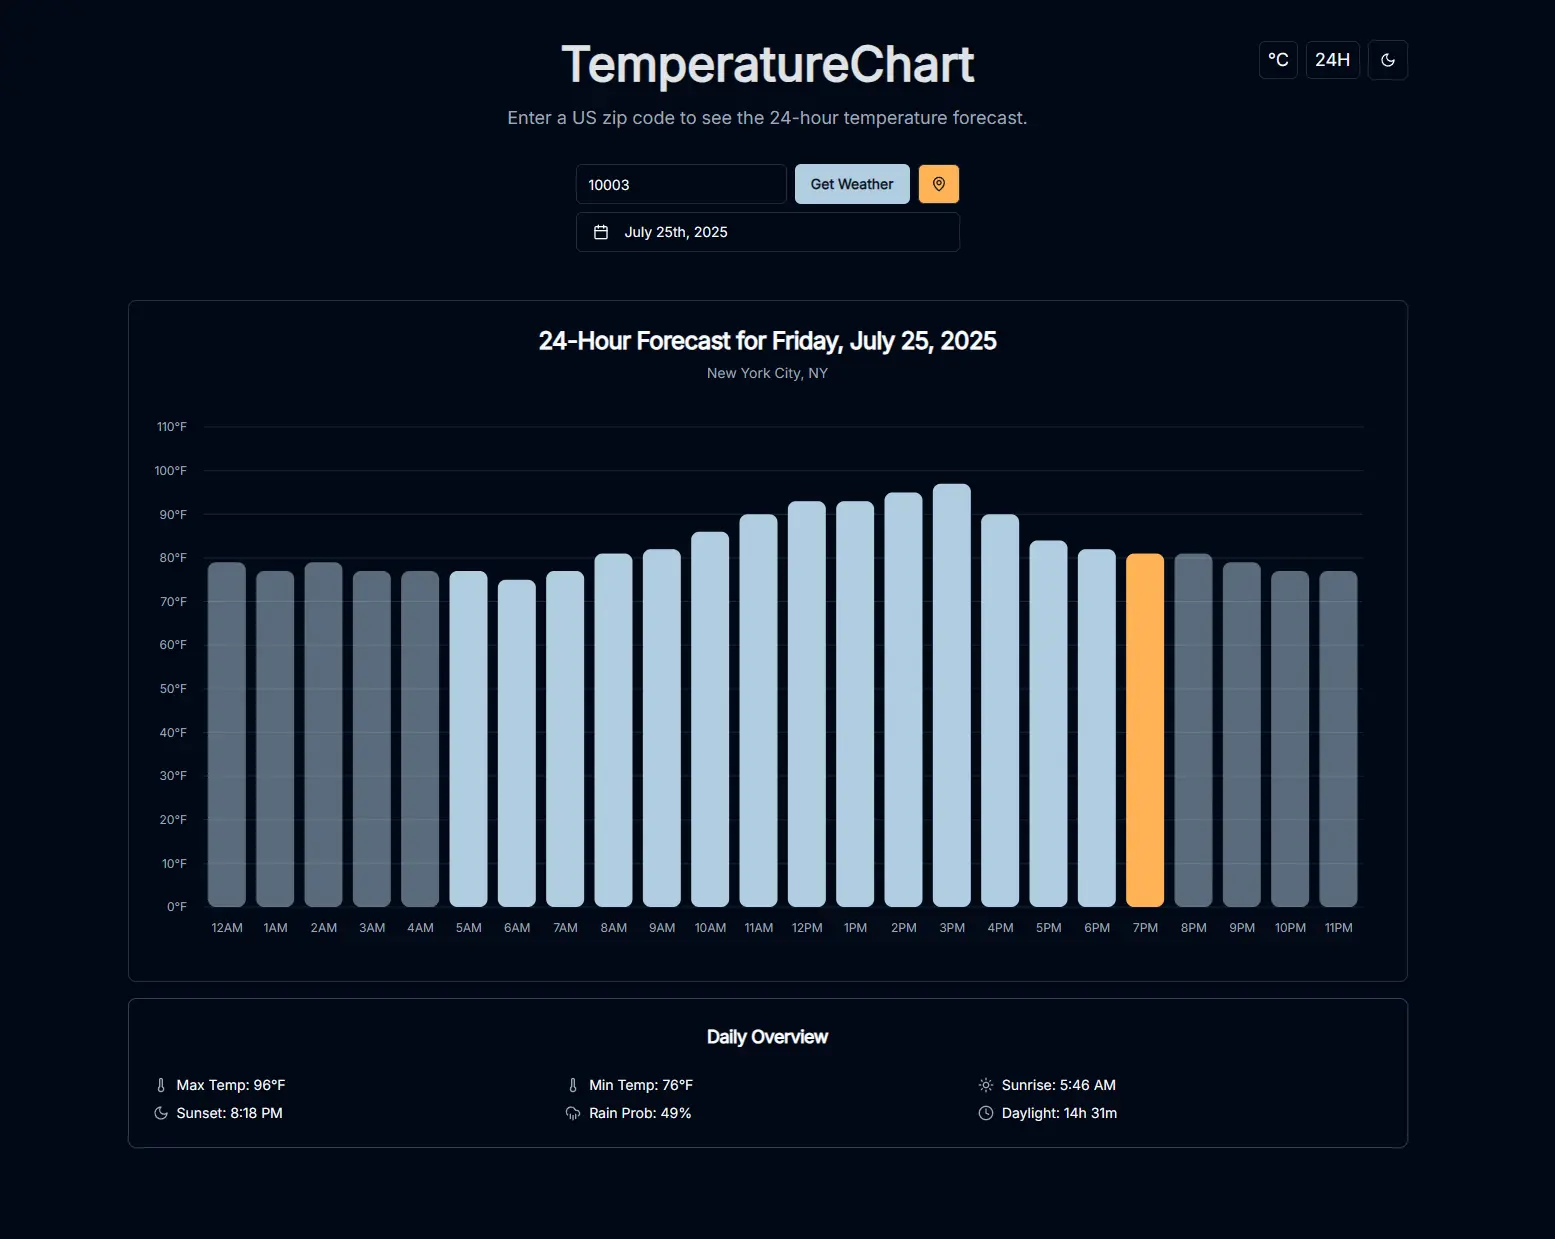 TemperatureChart
°C
24H
Enter a US zip code to see the 24-hour temperature forecast.
10003
Get Weather
July 25th, 2025
24-Hour Forecast for Friday, July 25, 2025
New York City, NY
110°F
100°F
90°F
80°F
70°F
60°F
50°F
40°F
30°F
20°F
10°F
0°F
12AM 1AM 2AM 3AM 4AM 5AM 6AM 7AM 8AM 9AM 10AM 11AM 12PM 1PM 2PM 3PM 4PM 5PM 6PM 7PM 8PM 9PM 10PM 11PM
Daily Overview
Max Temp: 96°F Min Temp: 76°F Sunrise: 5:46 AM
Sunset: 8:18 PM Rain Prob: 49% Daylight: 14h 31m